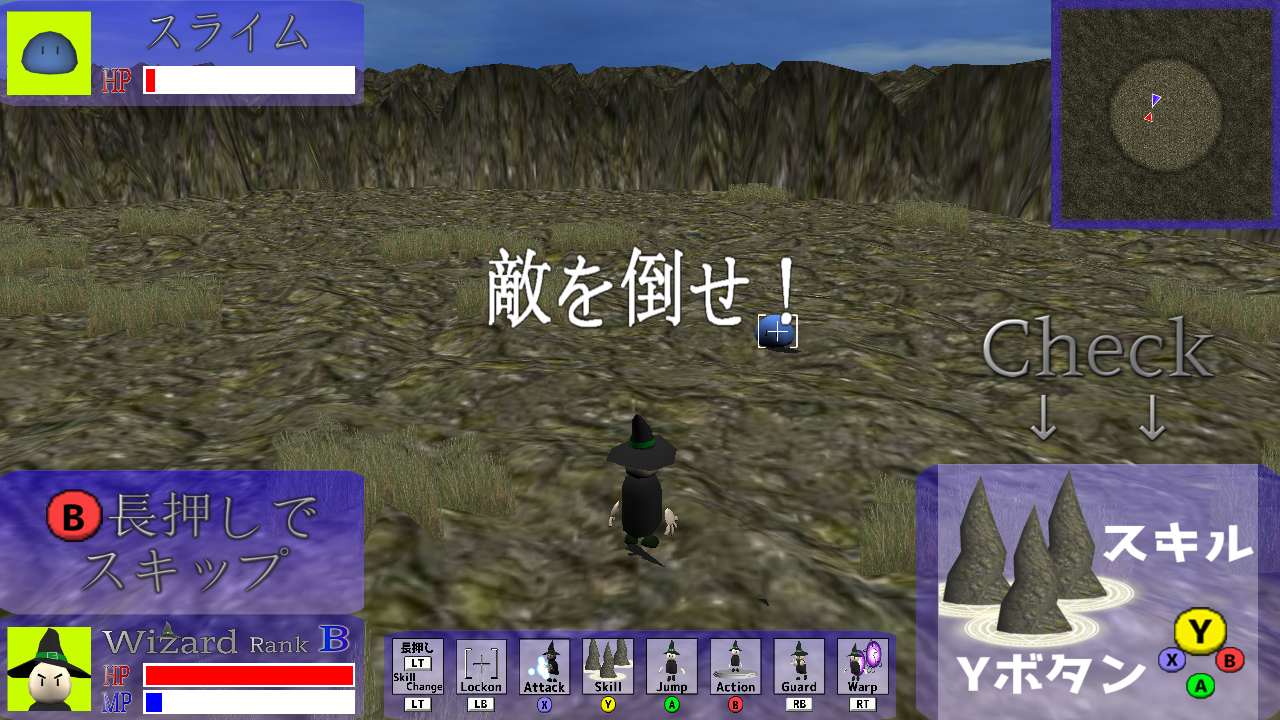 スライム
HP
敵を倒せ！
Check
↓ ↓
B長押しで
スキップ
スキル
Yボタン
Y
X B
A
Wizard Rank B
HP
MP
長押し
LT
Skill
Change
LT
Lockon
LB
Attack
X
Skill
Y
Jump
A
Action
B
Guard
RB
Warp
RT